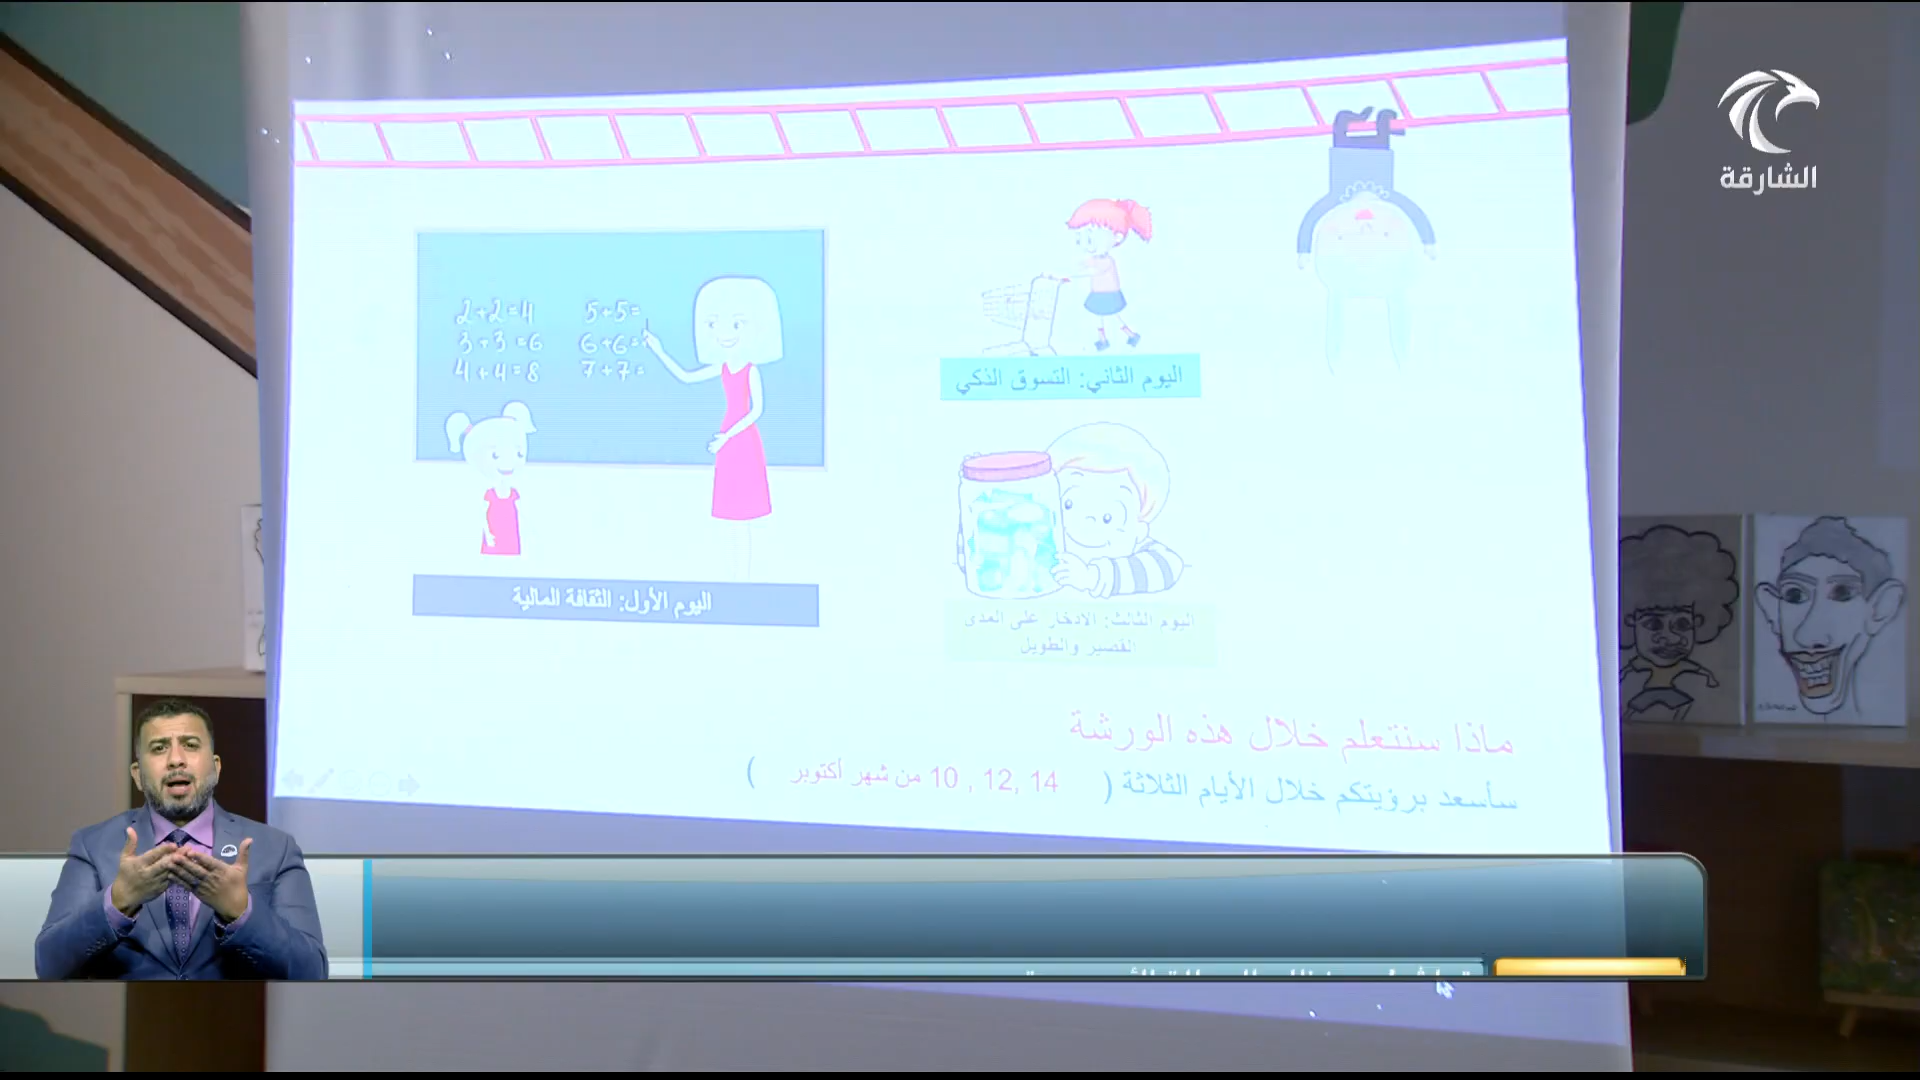 الشارقة
2+2=4
5+5=
3+3=6
6+6=
4+4=8
7+7=
اليوم الثاني: التسوق الذكي
اليوم الأول: الثقافة المالية
اليوم الثالث: الادخار على المدى
القصير والطويل
ماذا سنتعلم خلال هذه الورشة
سأسعد برؤيتكم خلال الأيام الثلاثة ( 10 , 12, 14 من شهر أكتوبر )